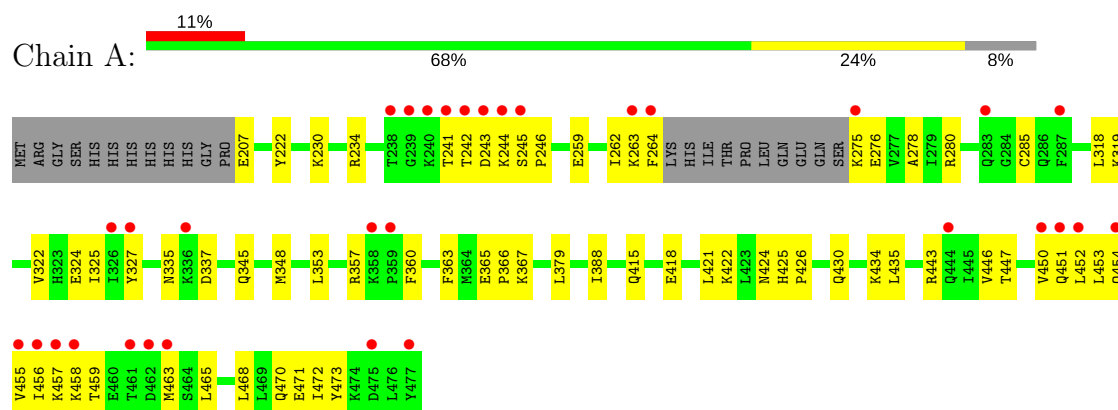 11%
Chain A:
68% 24% 8%
MET ARG GLY SER HIS HIS HIS HIS HIS HIS GLY PRO E207 Y222 K230 R234 T238 G239 K240 T241 T242 D243 K244 S245 P246 E259 I262 K263 F264 LYS HIS ILE THR PRO LEU GLN GLU GLN SER K275 E276 V277 A278 I279 R280 Q283 G284 C285 Q286 F287 L318 K319
V322 H323 E324 I325 I326 Y327 N335 K336 D337 Q345 M348 L353 R357 K358 P359 F360 F363 M364 E365 P366 K367 L379 I388 Q415 E418 L421 K422 L423 N424 H425 P426 Q430 K434 L435 R443 Q444 I445 V446 T447 V450 Q451 L452 L453 Q454
V455 I456 K457 K458 T459 E460 T461 D462 M463 S464 L465 L468 L469 Q470 E471 I472 Y473 K474 D475 L476 Y477